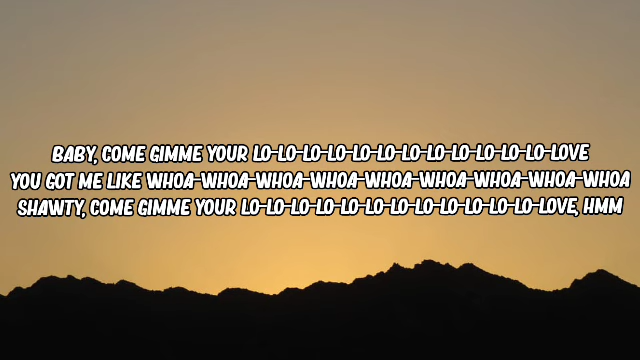 BABY, COME GIMME YOUR LO-LO-LO-LO-LO-LO-LO-LO-LO-LO-LO-LO-LOVE
YOU GOT ME LIKE WHOA-WHOA-WHOA-WHOA-WHOA-WHOA-WHOA-WHOA-WHOA
SHAWTY, COME GIMME YOUR LO-LO-LO-LO-LO-LO-LO-LO-LO-LO-LO-LO-LOVE, HMM